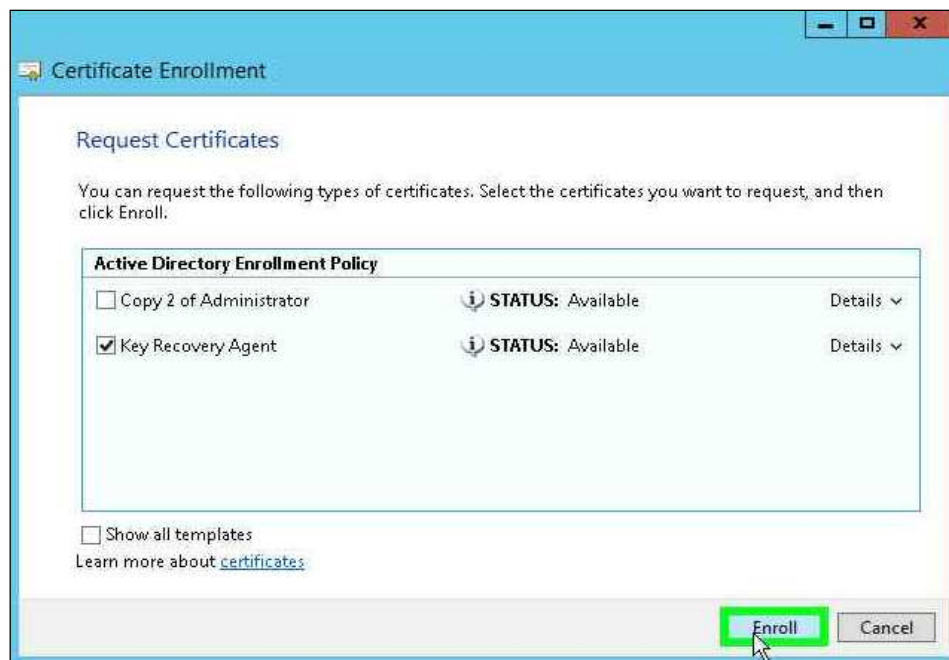 Certificate Enrollment
Request Certificates
You can request the following types of certificates. Select the certificates you want to request, and then
click Enroll.
Active Directory Enrollment Policy
Copy 2 of Administrator STATUS: Available Details
Key Recovery Agent STATUS: Available Details
Show all templates
Learn more about certificates
Enroll Cancel